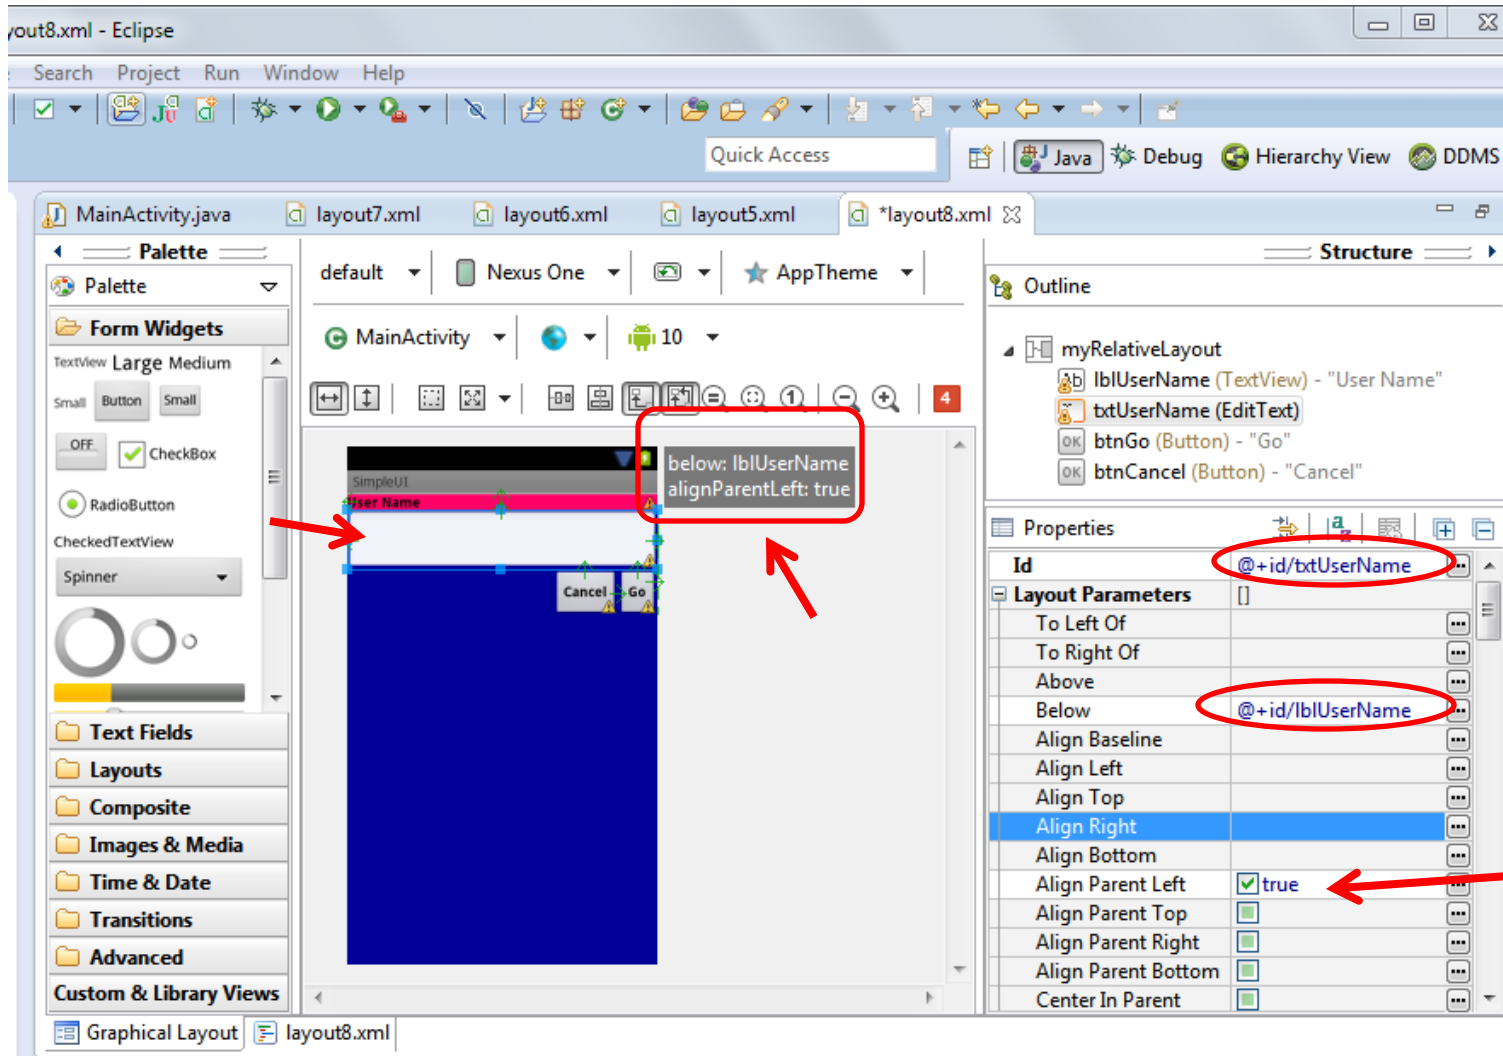 yout8.xml - Eclipse
Search Project Run Window Help
Quick Access
Java Debug Hierarchy View DDMS
MainActivity.java layout7.xml layout6.xml layout5.xml *layout8.xml
Palette
Palette
Form Widgets
TextView Large Medium
Small Button Small
OFF CheckBox
RadioButton
CheckedTextView
Spinner
Text Fields
Layouts
Composite
Images & Media
Time & Date
Transitions
Advanced
Custom & Library Views
default Nexus One AppTheme
MainActivity 10
4
below: lblUserName
alignParentLeft: true
SimpleUI
User Name
Cancel Go
Structure
Outline
myRelativeLayout
lblUserName (TextView) - "User Name"
txtUserName (EditText)
OK btnGo (Button) - "Go"
OK btnCancel (Button) - "Cancel"
Properties
Id @+id/txtUserName
Layout Parameters []
To Left Of
To Right Of
Above
Below @+id/lblUserName
Align Baseline
Align Left
Align Top
Align Right
Align Bottom
Align Parent Left true
Align Parent Top
Align Parent Right
Align Parent Bottom
Center In Parent
Graphical Layout layout8.xml